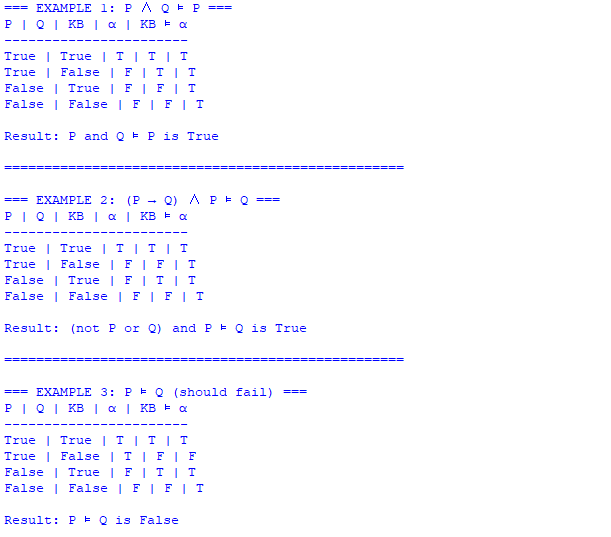 === EXAMPLE 1: P ∧ Q ⊨ P ===
P | Q | KB | α | KB ⊨ α
-----------------------
True | True | T | T | T
True | False | F | T | T
False | True | F | F | T
False | False | F | F | T
Result: P and Q ⊨ P is True
==================================================
=== EXAMPLE 2: (P → Q) ∧ P ⊨ Q ===
P | Q | KB | α | KB ⊨ α
-----------------------
True | True | T | T | T
True | False | F | F | T
False | True | F | T | T
False | False | F | F | T
Result: (not P or Q) and P ⊨ Q is True
==================================================
=== EXAMPLE 3: P ⊨ Q (should fail) ===
P | Q | KB | α | KB ⊨ α
-----------------------
True | True | T | T | T
True | False | T | F | F
False | True | F | T | T
False | False | F | F | T
Result: P ⊨ Q is False